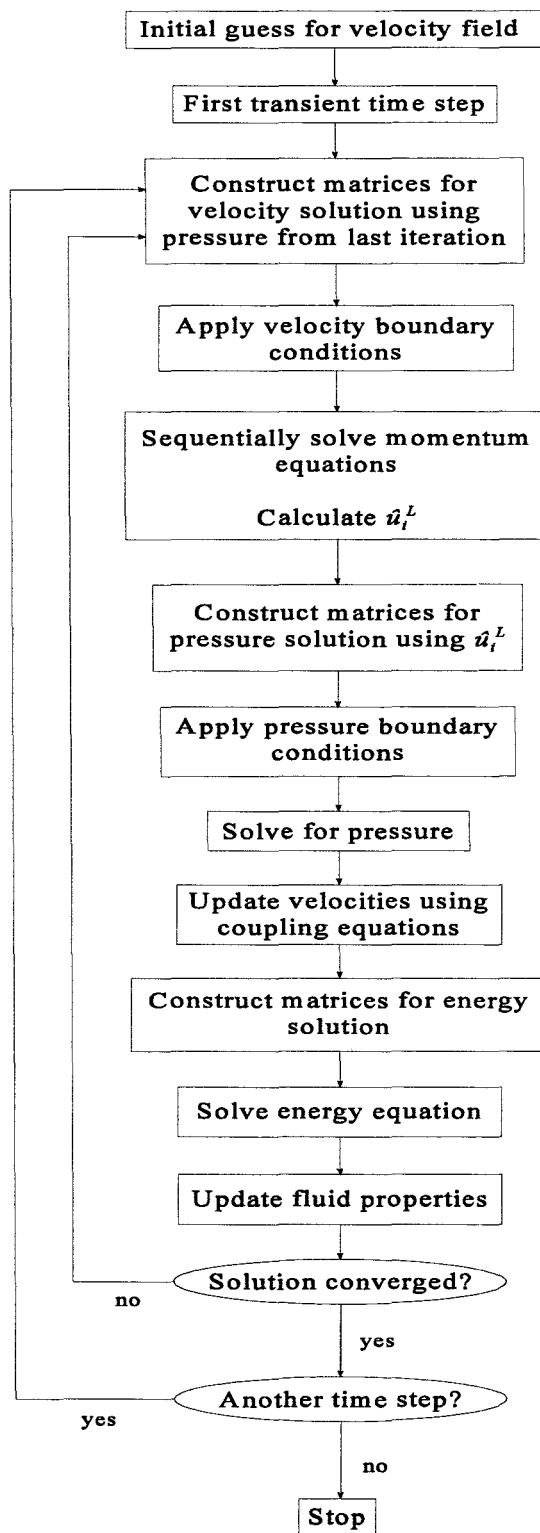 Initial guess for velocity field
First transient time step
Construct matrices for
velocity solution using
pressure from last iteration
Apply velocity boundary
conditions
Sequentially solve momentum
equations
Calculate û_i^L
Construct matrices for
pressure solution using û_i^L
Apply pressure boundary
conditions
Solve for pressure
Update velocities using
coupling equations
Construct matrices for energy
solution
Solve energy equation
Update fluid properties
Solution converged?
no
yes
Another time step?
yes
no
Stop